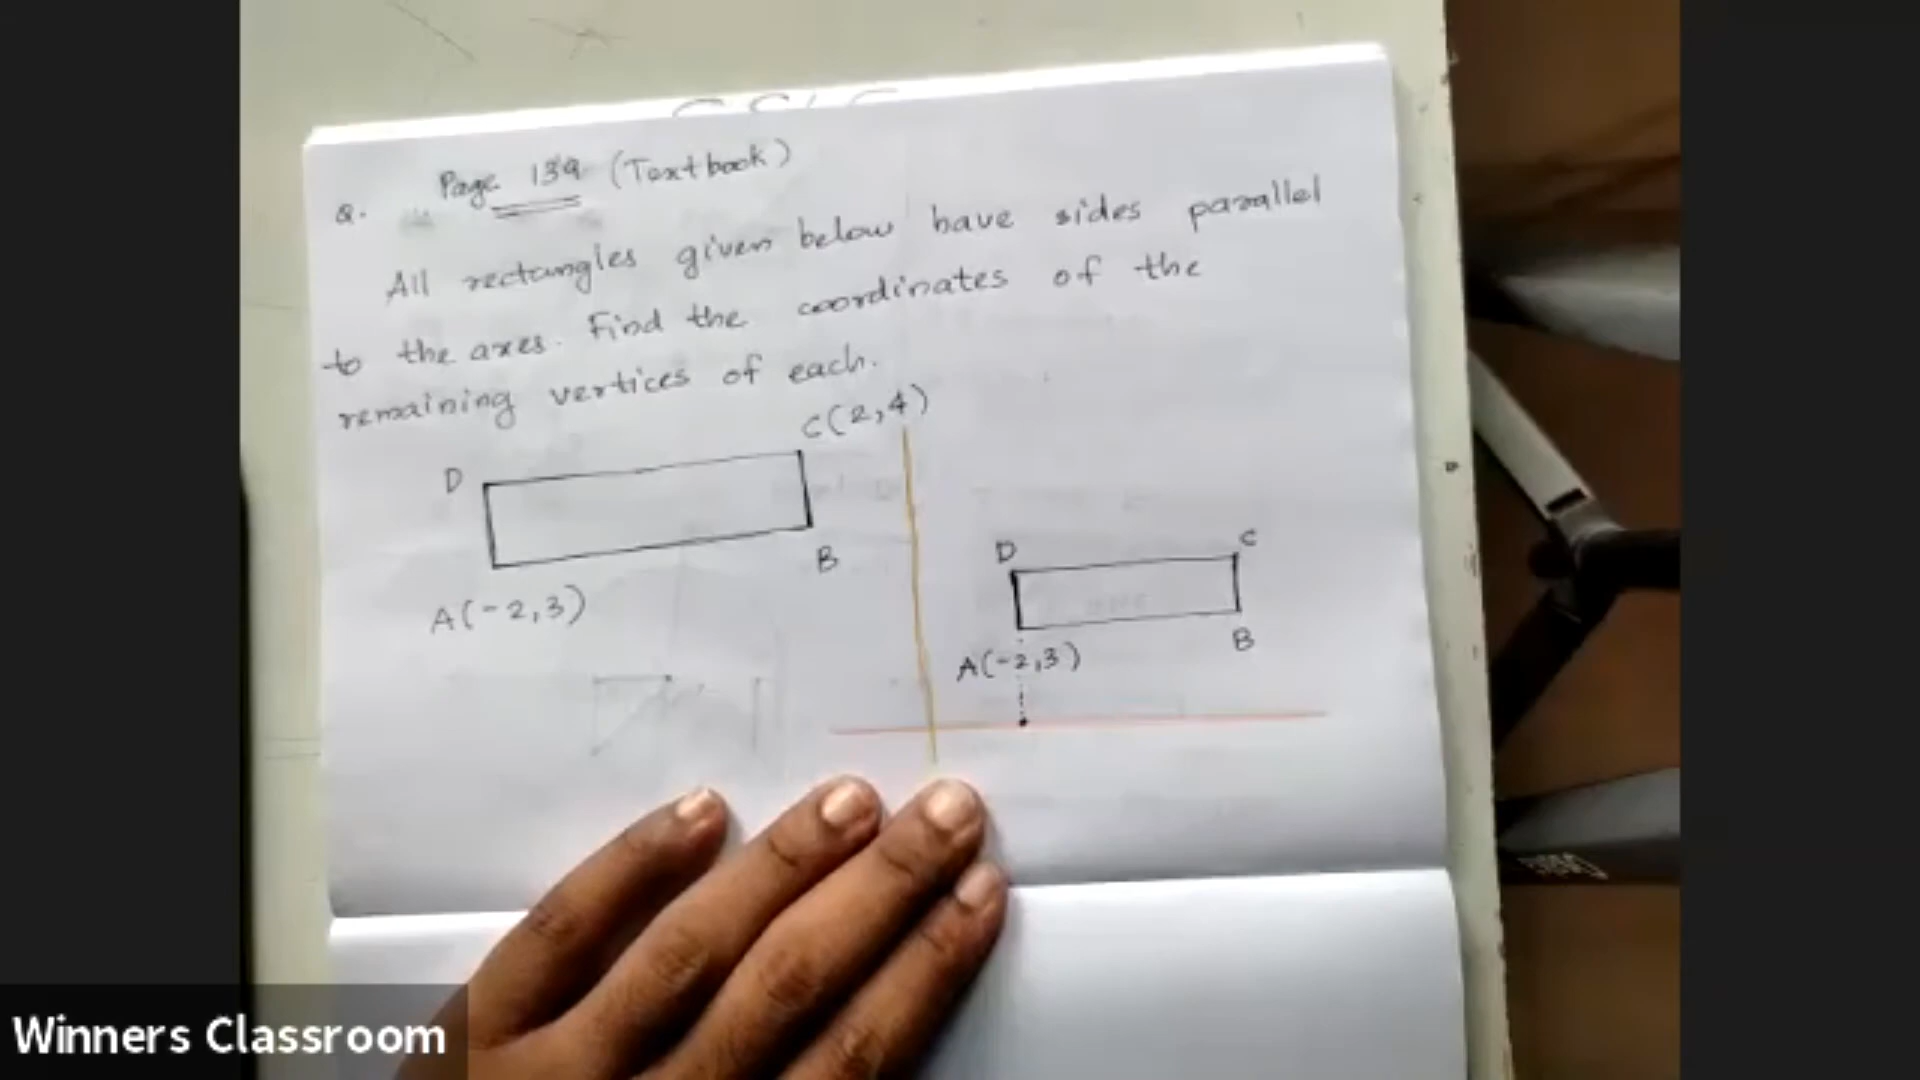 Page 139 (Textbook)
Q.
All rectangles given below have sides parallel
to the axes. Find the coordinates of the
remaining vertices of each.
C(2,4)
D
B
A(-2,3)
D
C
A(-2,3)
B
Winners Classroom